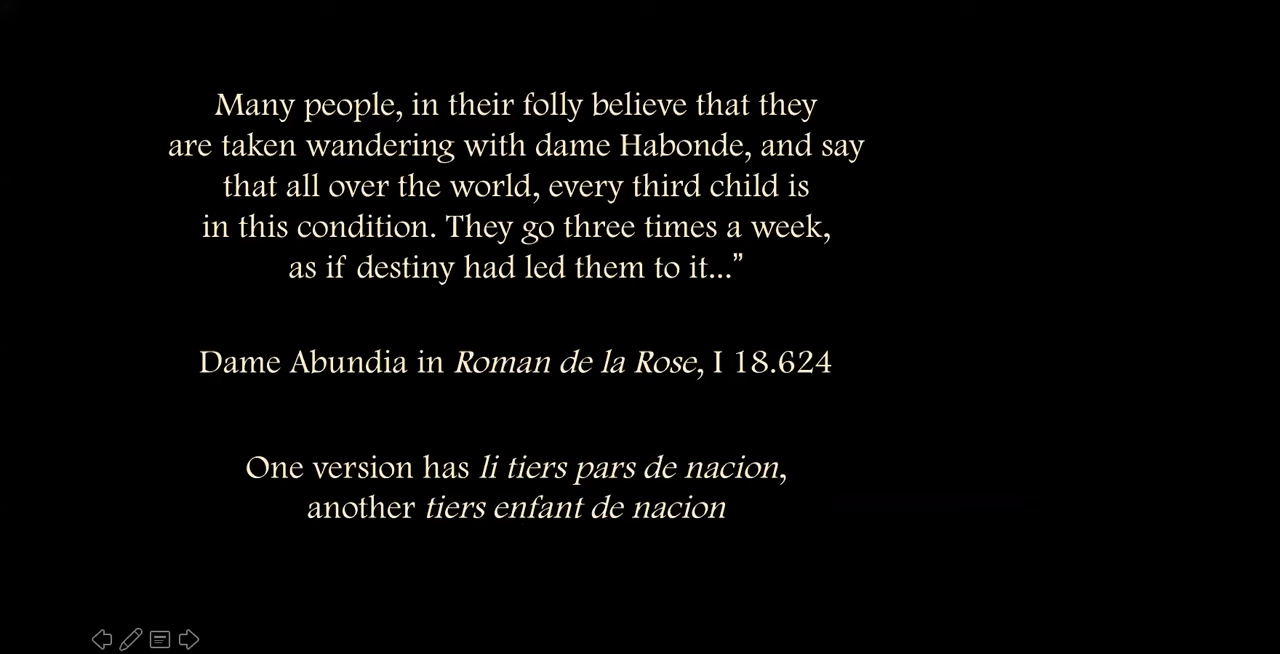 Many people, in their folly believe that they
are taken wandering with dame Habonde, and say
that all over the world, every third child is
in this condition. They go three times a week,
as if destiny had led them to it...”
Dame Abundia in Roman de la Rose, I 18.624
One version has li tiers pars de nacion,
another tiers enfant de nacion